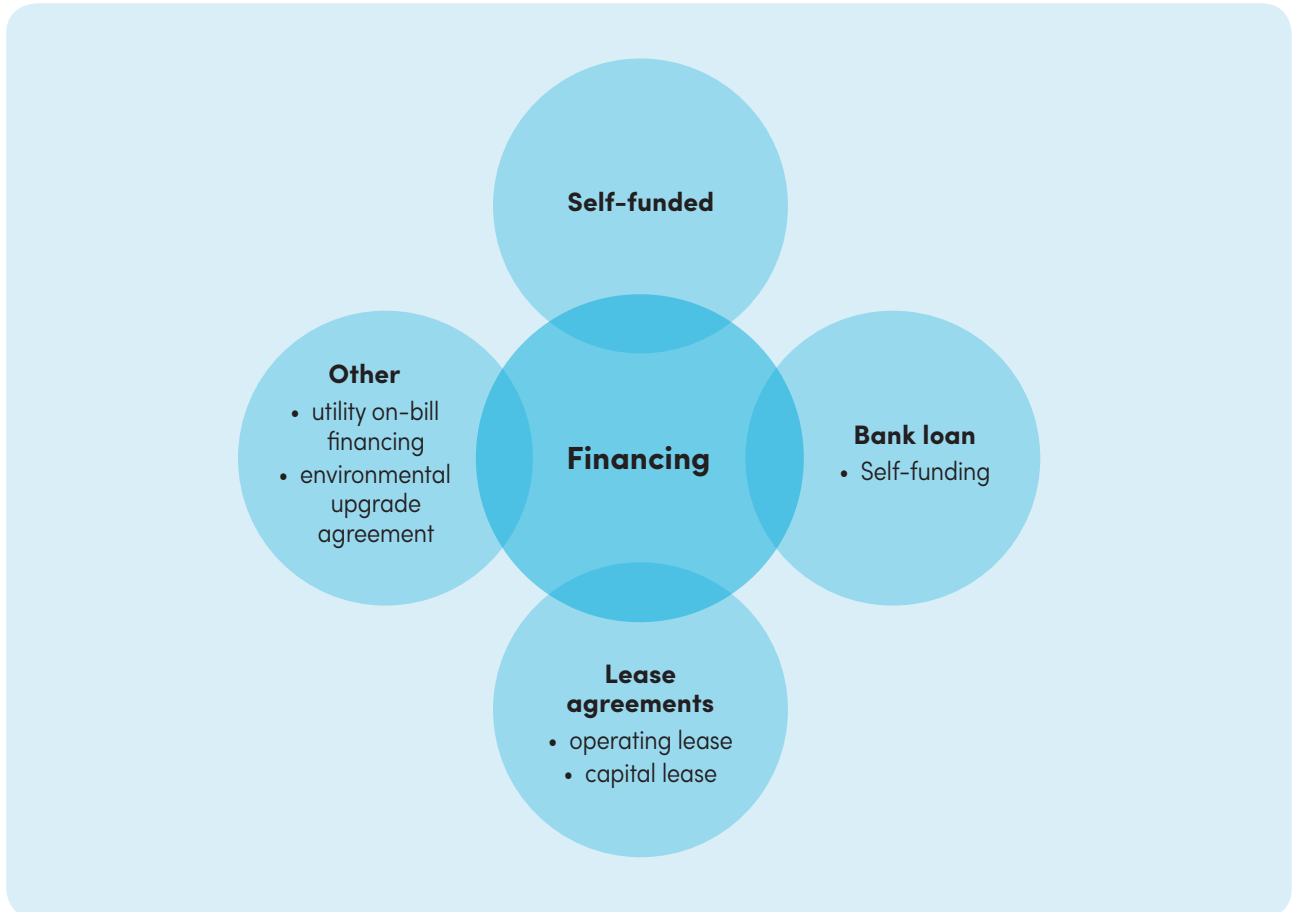 Self-funded
Other
• utility on-bill
financing
• environmental
upgrade
agreement
Financing
Bank loan
• Self-funding
Lease
agreements
• operating lease
• capital lease